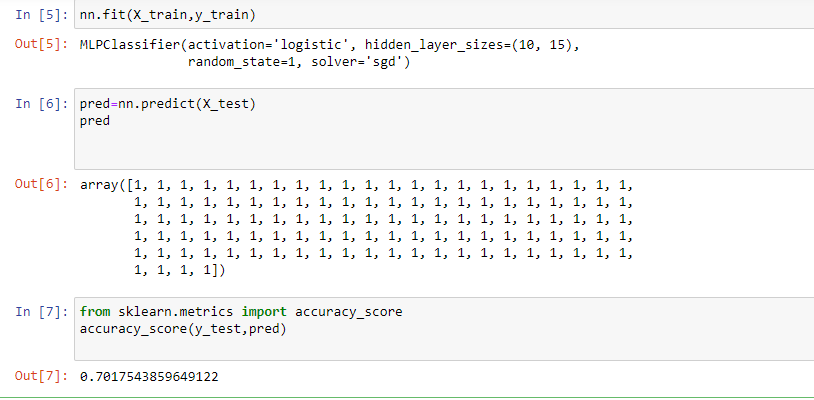 In [5]: nn.fit(X_train,y_train)
Out[5]: MLPClassifier(activation='logistic', hidden_layer_sizes=(10, 15),
random_state=1, solver='sgd')
In [6]: pred=nn.predict(X_test)
pred
Out[6]: array([1, 1, 1, 1, 1, 1, 1, 1, 1, 1, 1, 1, 1, 1, 1, 1, 1, 1, 1, 1, 1, 1,
1, 1, 1, 1, 1, 1, 1, 1, 1, 1, 1, 1, 1, 1, 1, 1, 1, 1, 1, 1, 1, 1,
1, 1, 1, 1, 1, 1, 1, 1, 1, 1, 1, 1, 1, 1, 1, 1, 1, 1, 1, 1, 1, 1,
1, 1, 1, 1, 1, 1, 1, 1, 1, 1, 1, 1, 1, 1, 1, 1, 1, 1, 1, 1, 1, 1,
1, 1, 1, 1, 1, 1, 1, 1, 1, 1, 1, 1, 1, 1, 1, 1, 1, 1, 1, 1, 1, 1,
1, 1, 1, 1])
In [7]: from sklearn.metrics import accuracy_score
accuracy_score(y_test,pred)
Out[7]: 0.7017543859649122